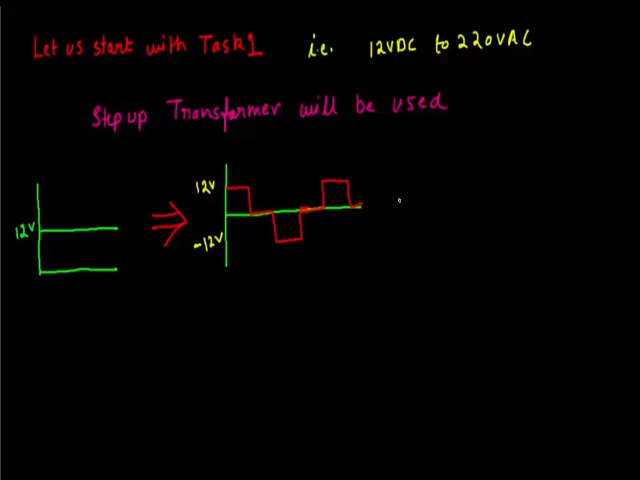 Let us start with Task1 i.e. 12VDC to 220VAC
Step up Transformer will be used
12V
12V
-12V